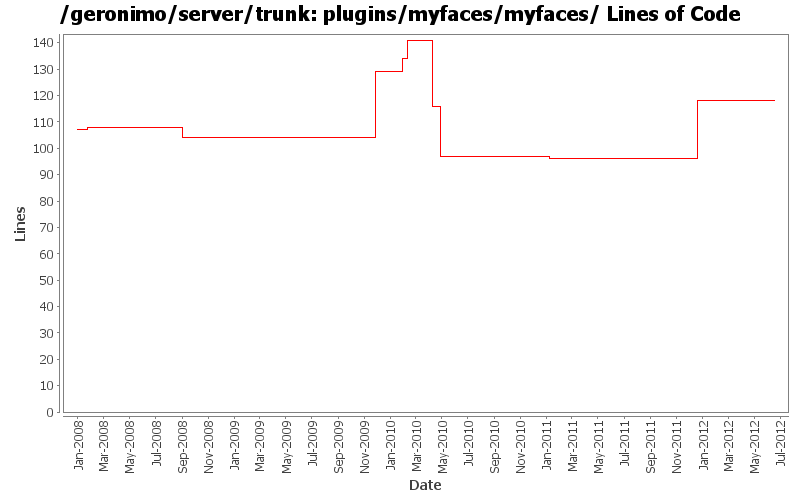 /geronimo/server/trunk: plugins/myfaces/myfaces/ Lines of Code
140
130
120
110
100
90
80
70
60
50
40
30
20
10
0
Lines
Jan-2008
Mar-2008
May-2008
Jul-2008
Sep-2008
Nov-2008
Jan-2009
Mar-2009
May-2009
Jul-2009
Sep-2009
Nov-2009
Jan-2010
Mar-2010
May-2010
Jul-2010
Sep-2010
Nov-2010
Jan-2011
Mar-2011
May-2011
Jul-2011
Sep-2011
Nov-2011
Jan-2012
Mar-2012
May-2012
Jul-2012
Date